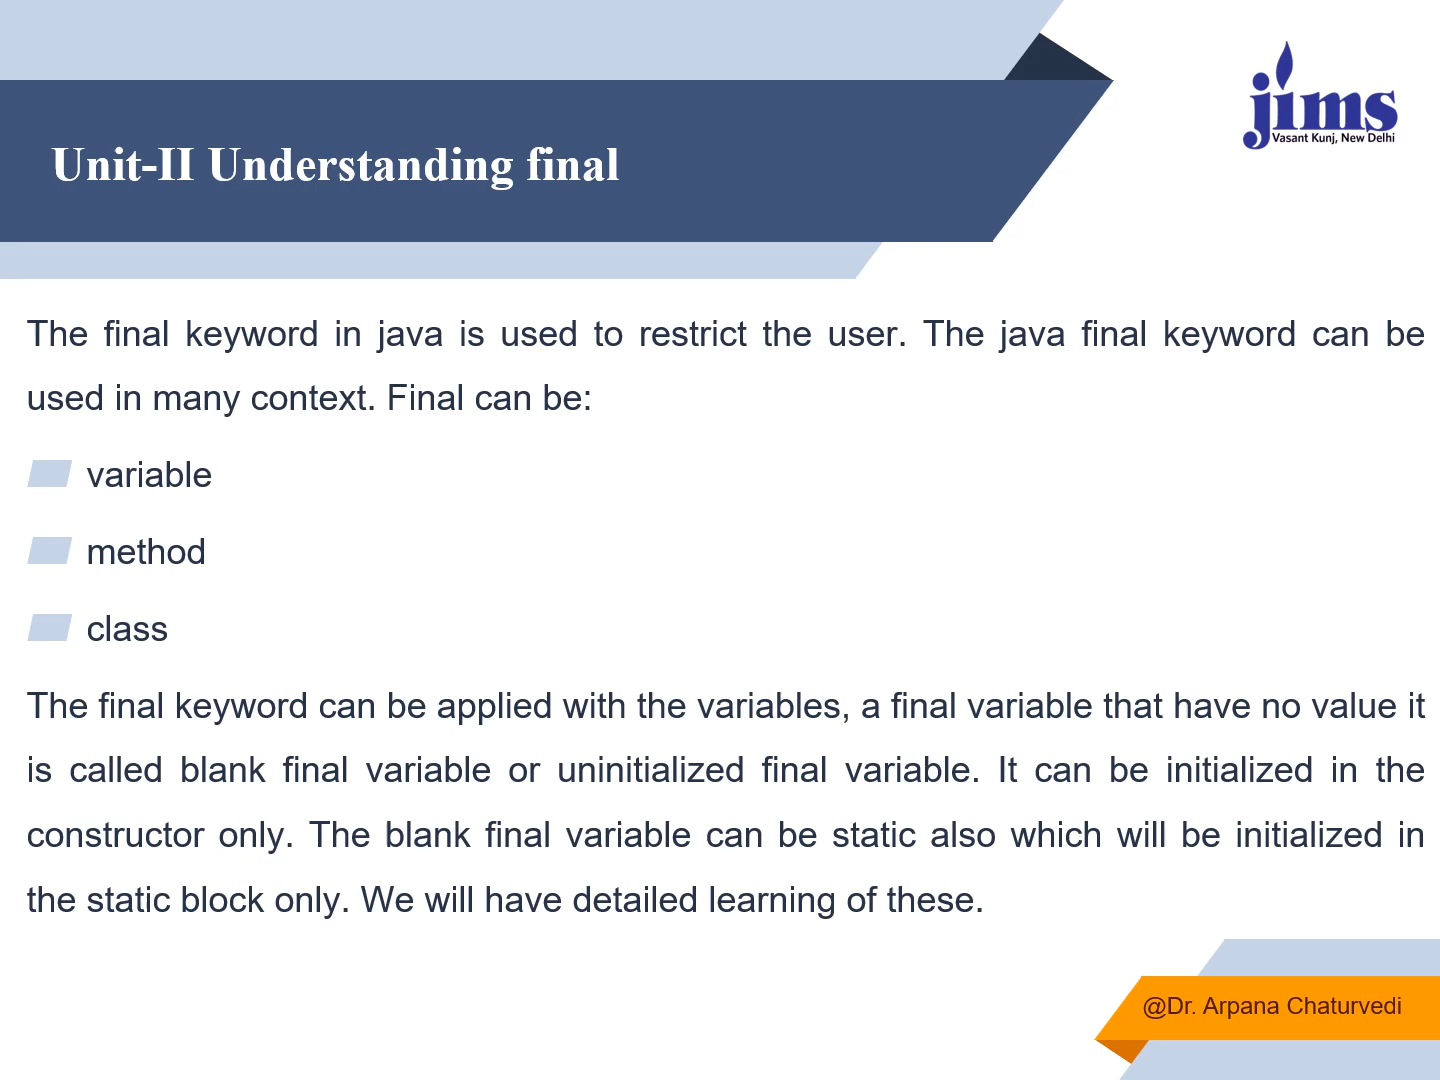 jims
Vasant Kunj, New Delhi
Unit-II Understanding final
The final keyword in java is used to restrict the user. The java final keyword can be
used in many context. Final can be:
variable
method
class
The final keyword can be applied with the variables, a final variable that have no value it
is called blank final variable or uninitialized final variable. It can be initialized in the
constructor only. The blank final variable can be static also which will be initialized in
the static block only. We will have detailed learning of these.
@Dr. Arpana Chaturvedi